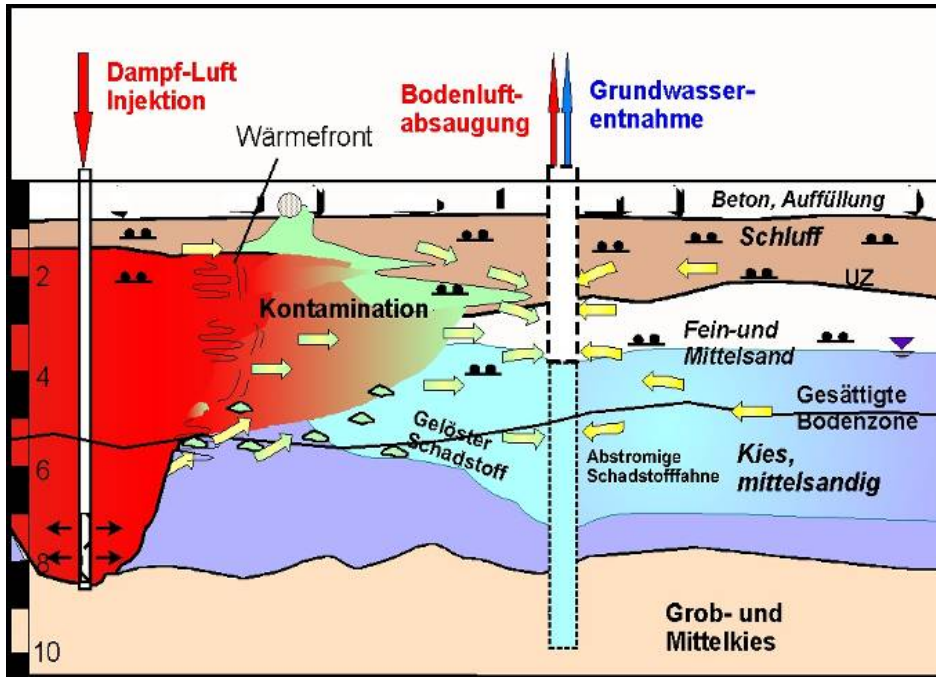 Dampf-Luft
Injektion
Bodenluft-
absaugung
Grundwasser-
entnahme
Wärmefront
Beton, Auffüllung
Schluff
2
UZ
Kontamination
Fein-und
Mittelsand
4
Gesättigte
Bodenzone
Gelöster
Schadstoff
Abstromige
Schadstofffahne
Kies,
mittelsandig
6
8
Grob- und
Mittelkies
10